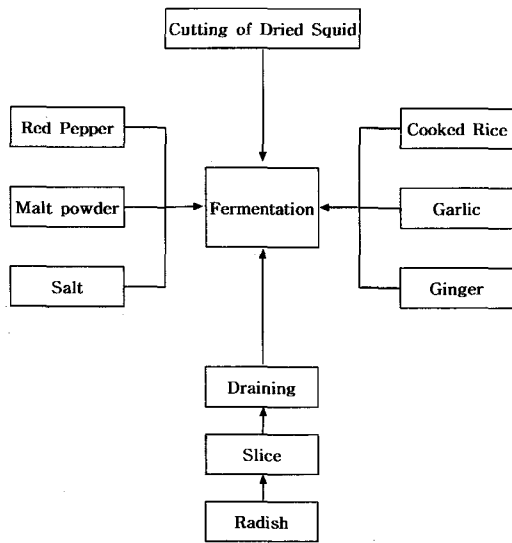 Cutting of Dried Squid
Red Pepper
Cooked Rice
Malt powder
Fermentation
Garlic
Salt
Ginger
Draining
Slice
Radish